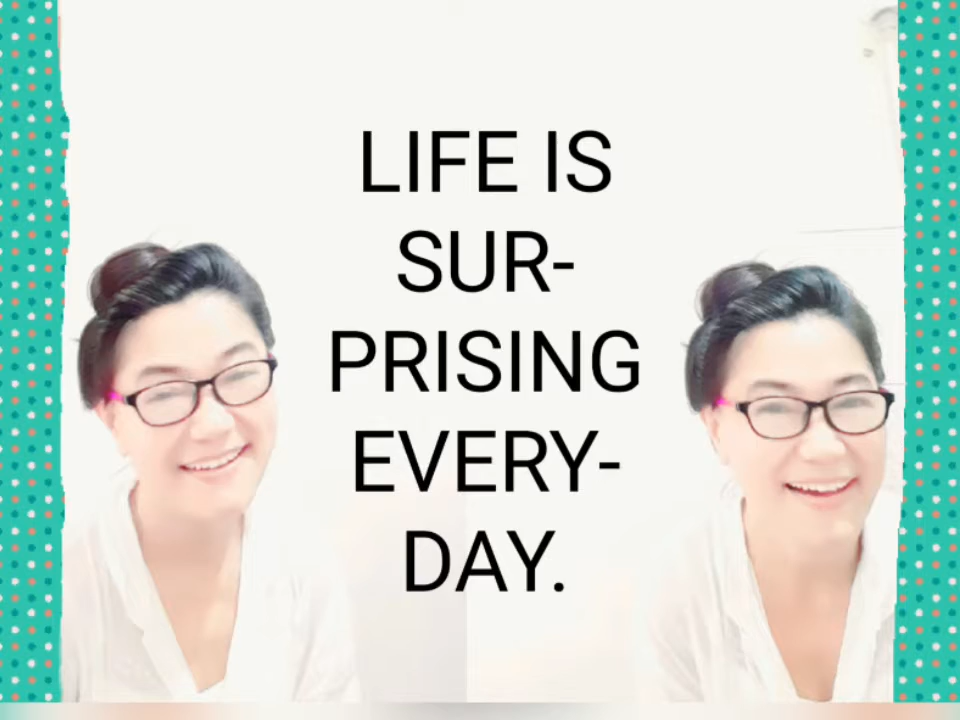 LIFE IS
SUR-
PRISING
EVERY-
DAY.